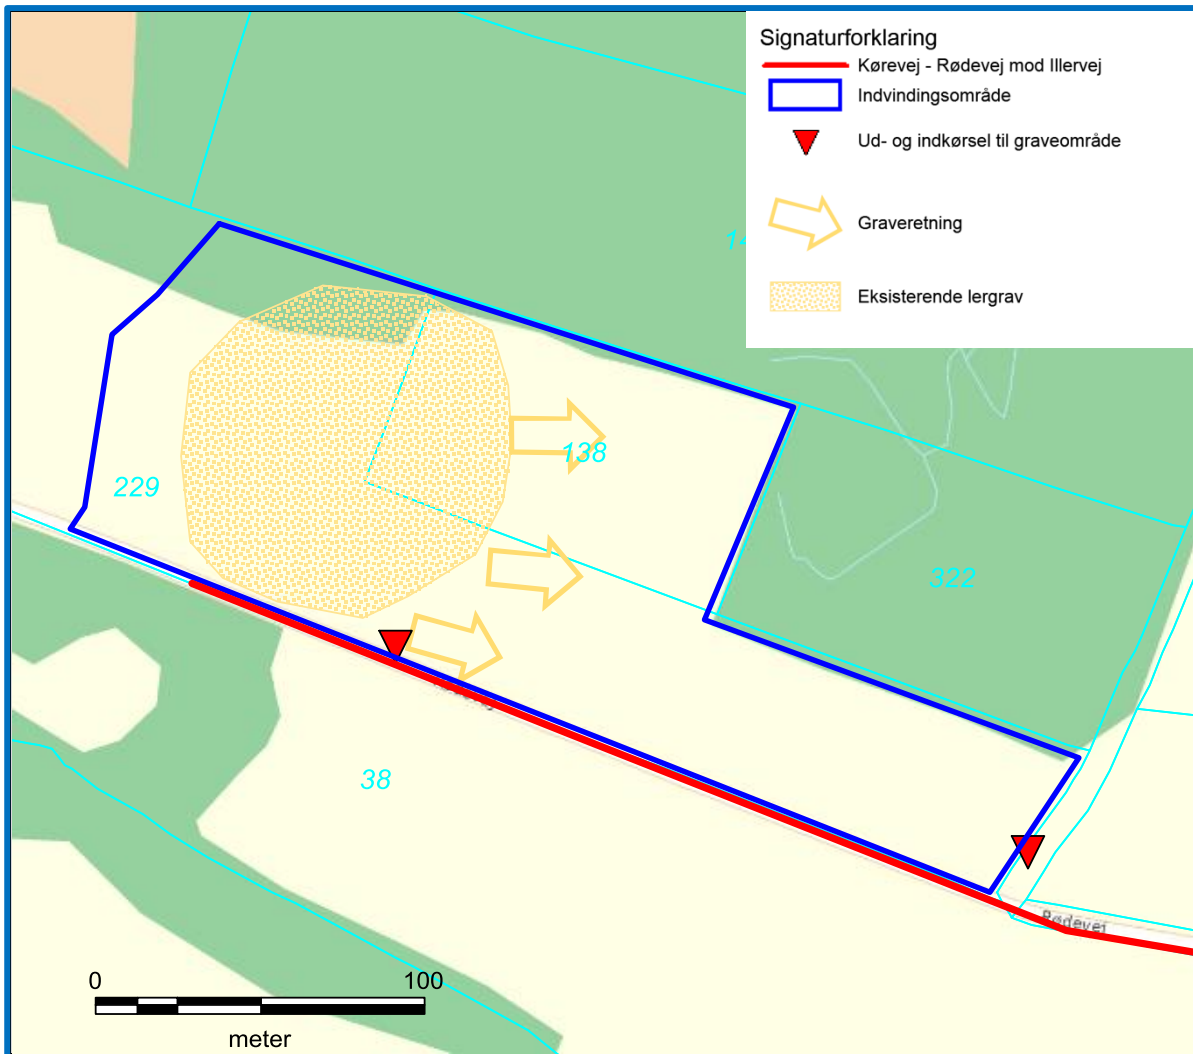 Signaturforklaring
Kørevej - Rødevej mod Illervej
Indvindingsområde
Ud- og indkørsel til graveområde
Graveretning
Eksisterende lergrav
138
229
322
38
Rødevej
0 100
meter